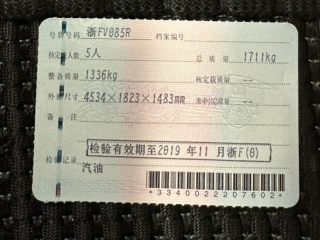 号牌号码 浙FV085R 档案编号
核定载人数 5人 总质量 1711kg
整备质量 1336kg 核定载质量 --
外廓尺寸 4534×1823×1483mm 准牵引总质量 --
备注
检验有效期至2019 年 11 月浙F(0)
检验记录
汽油
*3340022207602*